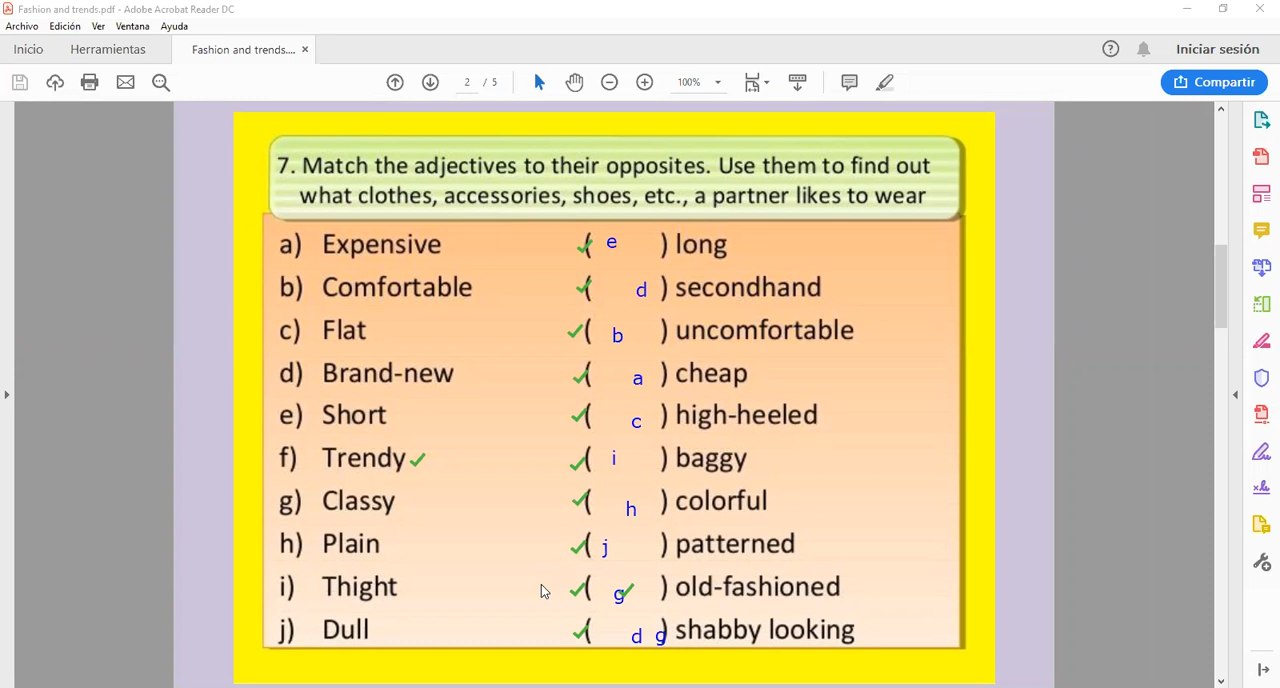 Fashion and trends.pdf - Adobe Acrobat Reader DC
Archivo Edición Ver Ventana Ayuda
Inicio Herramientas Fashion and trends.... × Iniciar sesión
2 / 5 100% Compartir
7. Match the adjectives to their opposites. Use them to find out
what clothes, accessories, shoes, etc., a partner likes to wear
a) Expensive ( e ) long
b) Comfortable ( d ) secondhand
c) Flat ( b ) uncomfortable
d) Brand-new ( a ) cheap
e) Short ( c ) high-heeled
f) Trendy ( i ) baggy
g) Classy ( h ) colorful
h) Plain ( j ) patterned
i) Thight ( g ) old-fashioned
j) Dull ( d g ) shabby looking